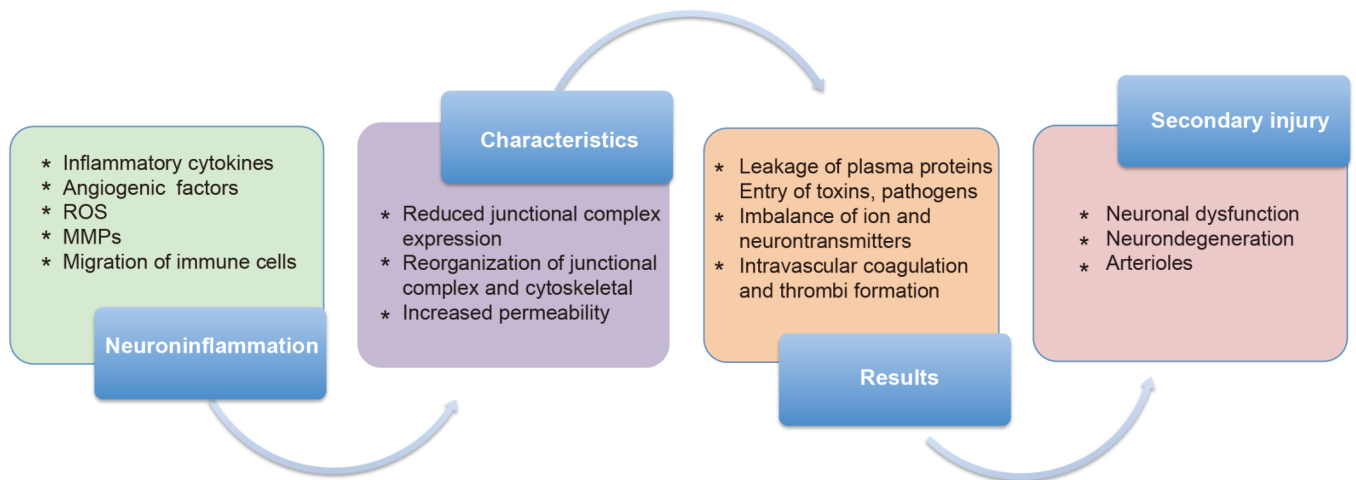 * Inflammatory cytokines
* Angiogenic factors
* ROS
* MMPs
* Migration of immune cells
Neuroninflammation
Characteristics
* Reduced junctional complex
expression
* Reorganization of junctional
complex and cytoskeletal
* Increased permeability
* Leakage of plasma proteins
Entry of toxins, pathogens
* Imbalance of ion and
neurontransmitters
* Intravascular coagulation
and thrombi formation
Results
Secondary injury
* Neuronal dysfunction
* Neurondegeneration
* Arterioles